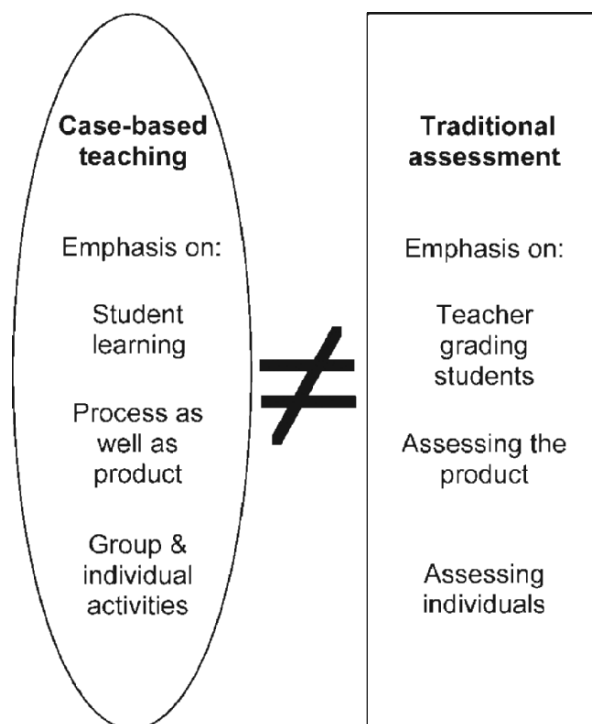 Case-based
teaching
Emphasis on:
Student
learning
Process as
well as
product
Group &
individual
activities
≠
Traditional
assessment
Emphasis on:
Teacher
grading
students
Assessing the
product
Assessing
individuals